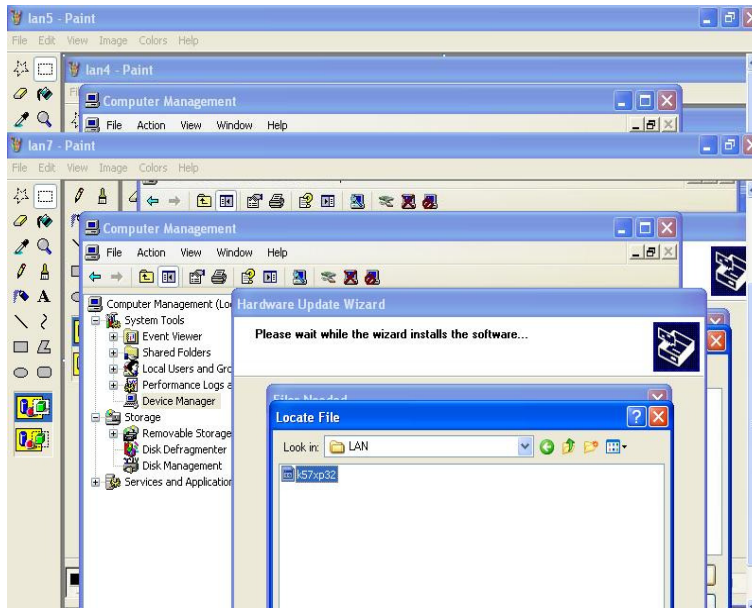 lan5 - Paint
File Edit View Image Colors Help
lan4 - Paint
Computer Management
File Action View Window Help
lan7 - Paint
File Edit View Image Colors Help
Computer Management
File Action View Window Help
Computer Management (Lo
Hardware Update Wizard
System Tools
Please wait while the wizard installs the software...
Event Viewer
Shared Folders
Local Users and Gro
Performance Logs a
Files Needed
Device Manager
Locate File
Storage
Removable Storage
Look in: LAN
Disk Defragmenter
Disk Management
k57xp32
Services and Application